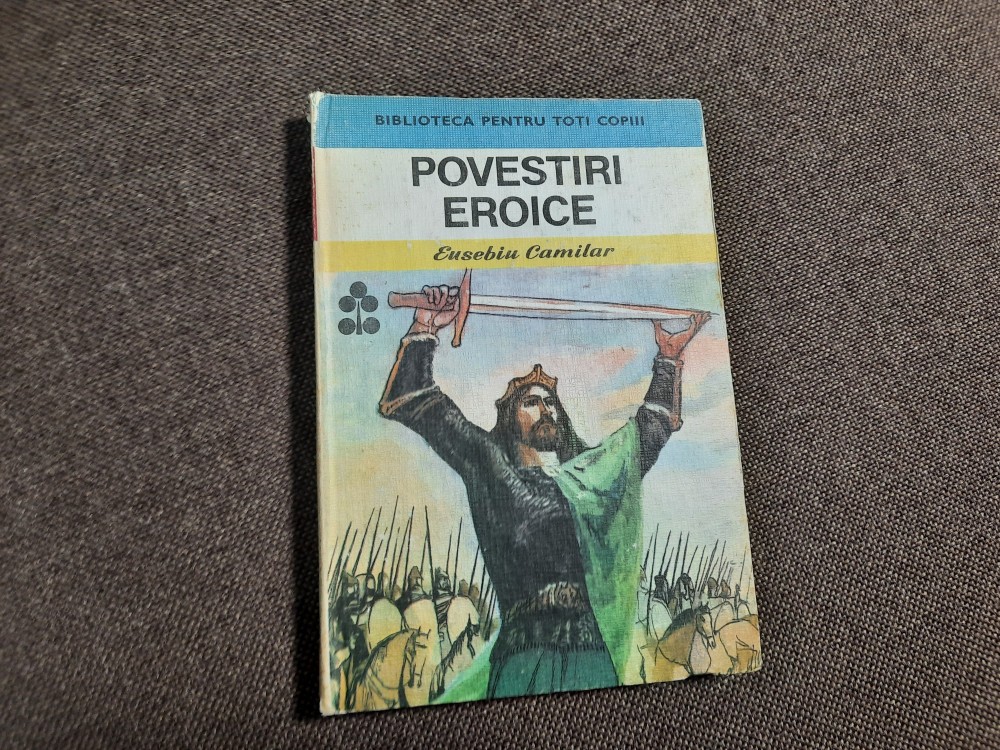 BIBLIOTECA PENTRU TOȚI COPIII
POVESTIRI
EROICE
Eusebiu Camilar